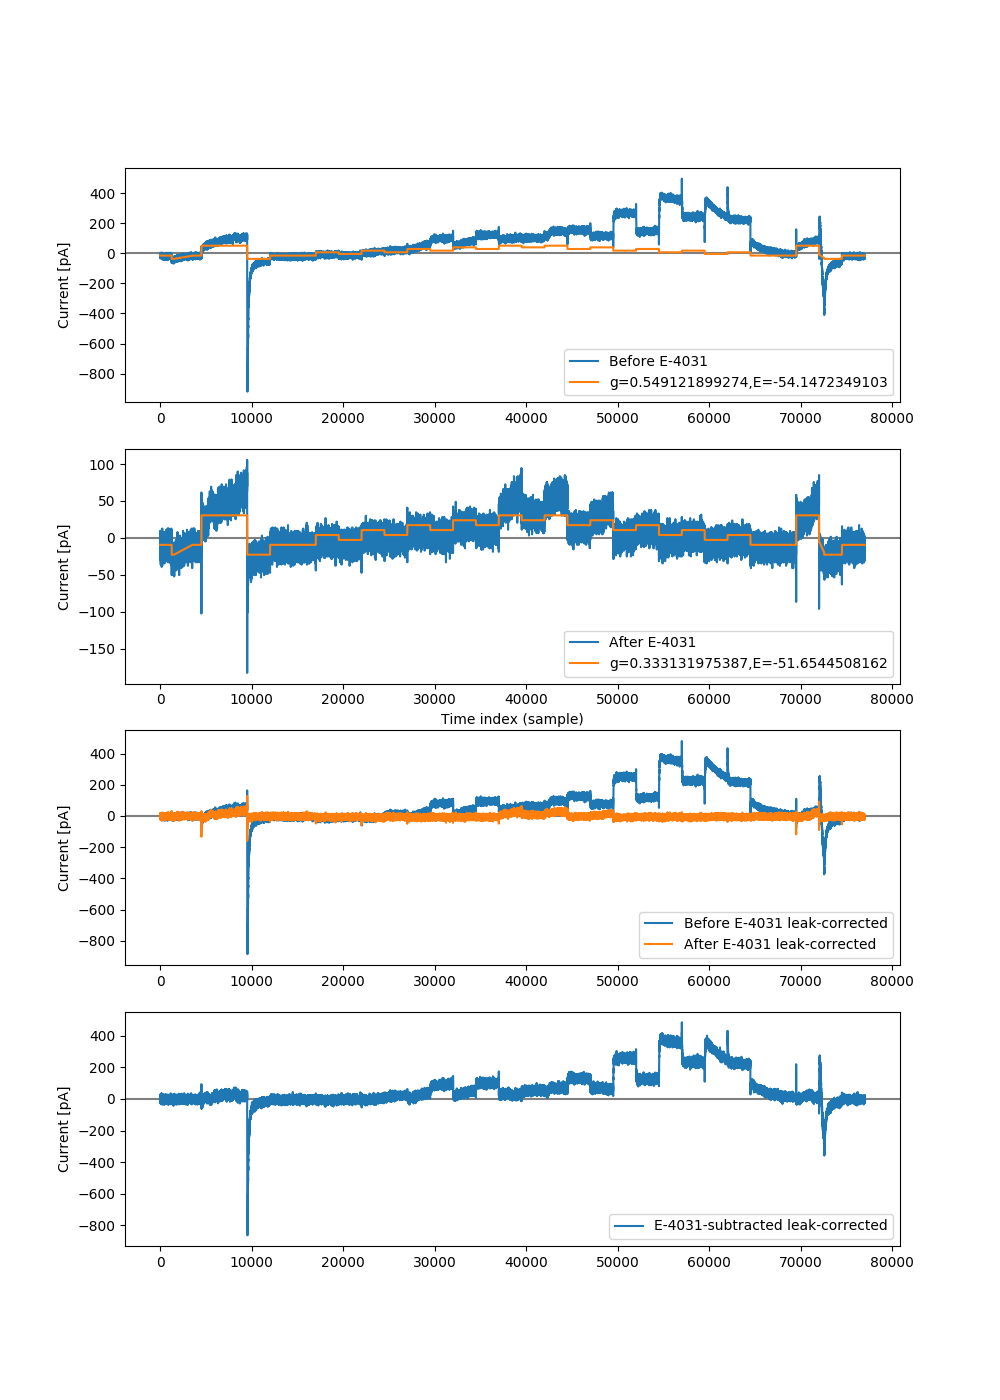 400
200
0
−200
−400
−600
−800
Current [pA]
Before E-4031
g=0.549121899274,E=-54.1472349103
0 10000 20000 30000 40000 50000 60000 70000 80000
100
50
0
−50
−100
−150
Current [pA]
After E-4031
g=0.333131975387,E=-51.6544508162
0 10000 20000 30000 40000 50000 60000 70000 80000
Time index (sample)
400
200
0
−200
−400
−600
−800
Current [pA]
Before E-4031 leak-corrected
After E-4031 leak-corrected
0 10000 20000 30000 40000 50000 60000 70000 80000
400
200
0
−200
−400
−600
−800
Current [pA]
E-4031-subtracted leak-corrected
0 10000 20000 30000 40000 50000 60000 70000 80000